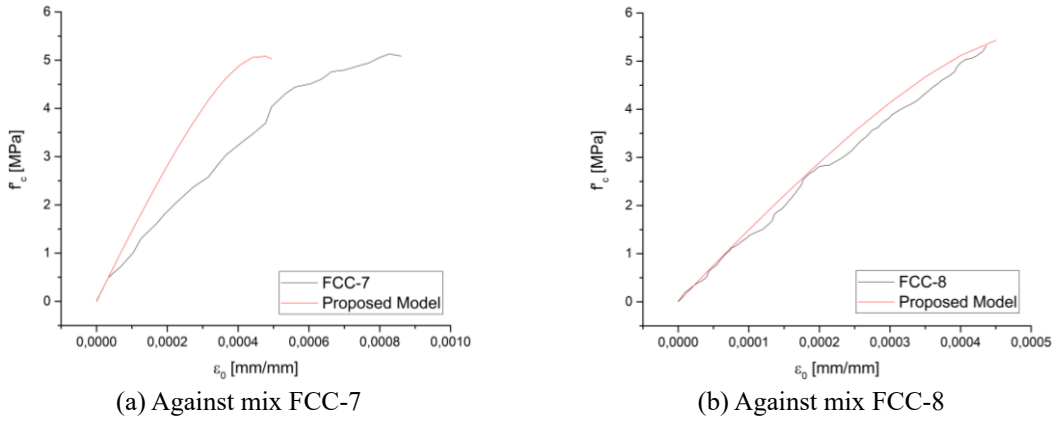 6
5
4
3
2
1
0
f'c [MPa]
FCC-7
Proposed Model
0,0000 0,0002 0,0004 0,0006 0,0008 0,0010
ε0 [mm/mm]
(a) Against mix FCC-7
6
5
4
3
2
1
0
f'c [MPa]
FCC-8
Proposed Model
0,0000 0,0001 0,0002 0,0003 0,0004 0,0005
ε0 [mm/mm]
(b) Against mix FCC-8